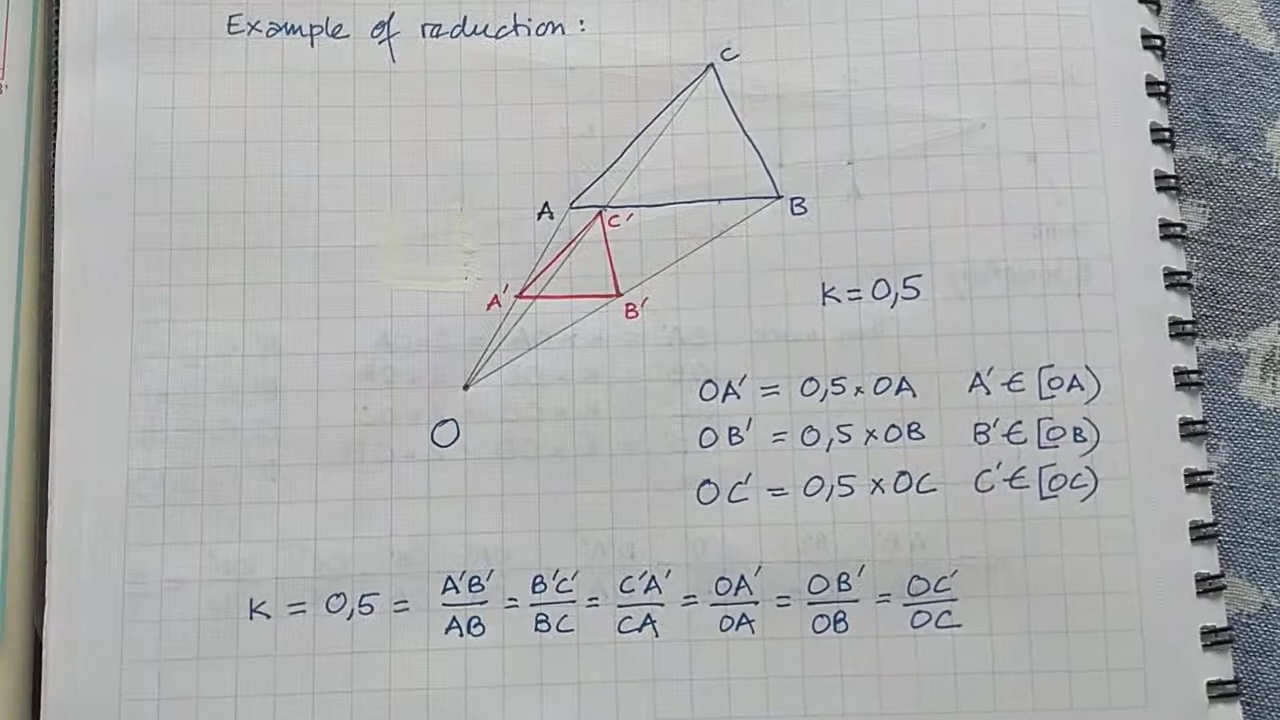 Example of reduction:
C
A
B
C'
A'
B'
K = 0,5
O
OA' = 0,5 × OA A' € [OA)
OB' = 0,5 × OB B' € [OB)
OC' = 0,5 × OC C' € [OC)
K = 0,5 = A'B'/AB = B'C'/BC = C'A'/CA = OA'/OA = OB'/OB = OC'/OC